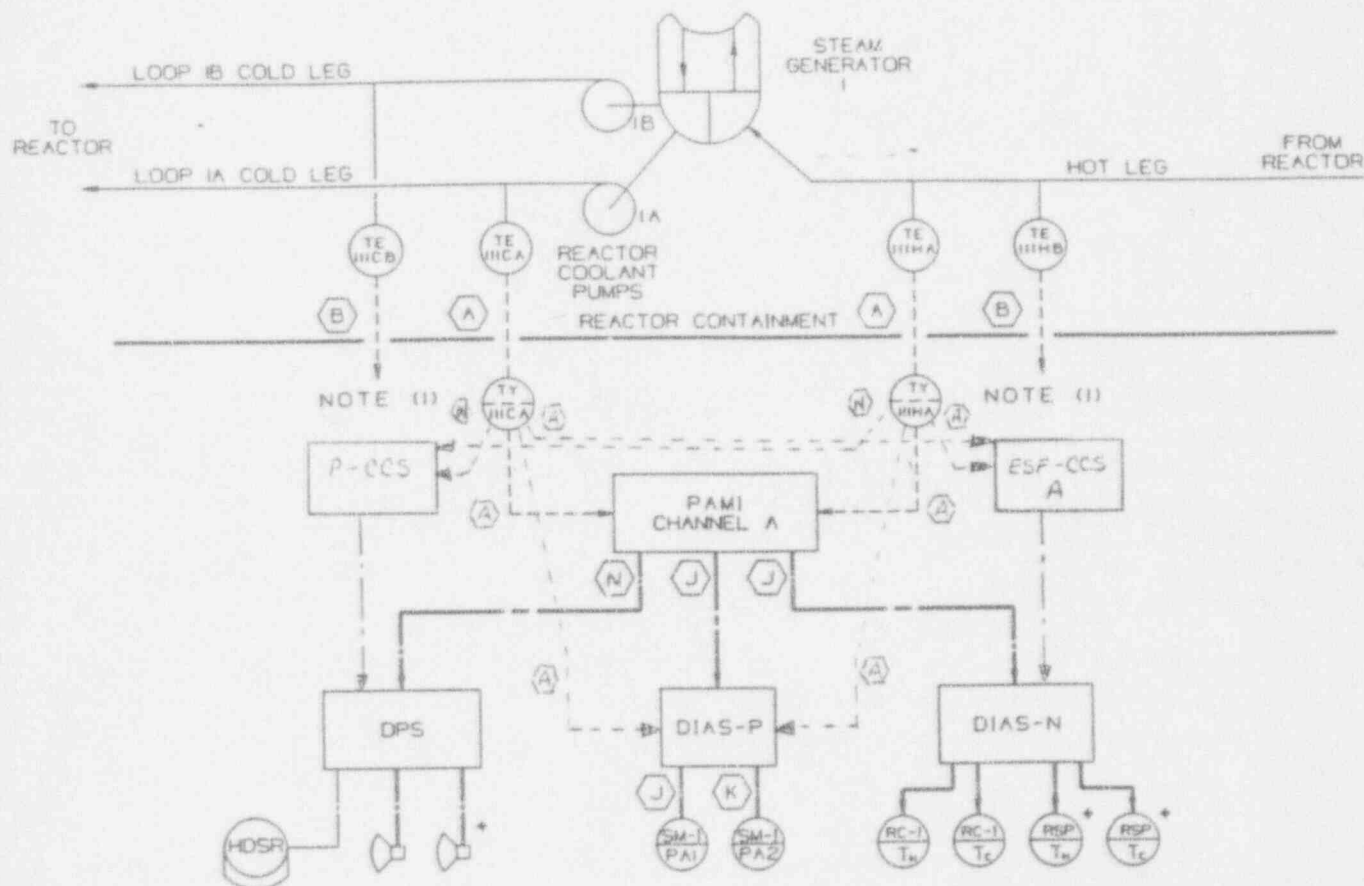 STEAM
GENERATOR
1
LOOP 1B COLD LEG
1B
TO
REACTOR
FROM
REACTOR
LOOP 1A COLD LEG
HOT LEG
1A
TE
111CB
TE
111CA
REACTOR
COOLANT
PUMPS
TE
111HA
TE
111HB
B
A
REACTOR CONTAINMENT
A
B
NOTE (1)
N
TY
111CA
A
N
TY
111HA
A
NOTE (1)
P-CCS
ESF-CCS
A
PAMI
CHANNEL A
A
A
N
J
J
A
A
DPS
DIAS-P
DIAS-N
J
K
HDSR
SM-1
PA1
SM-1
PA2
RC-1
TH
RC-1
TC
RSP
TH
RSP
TC